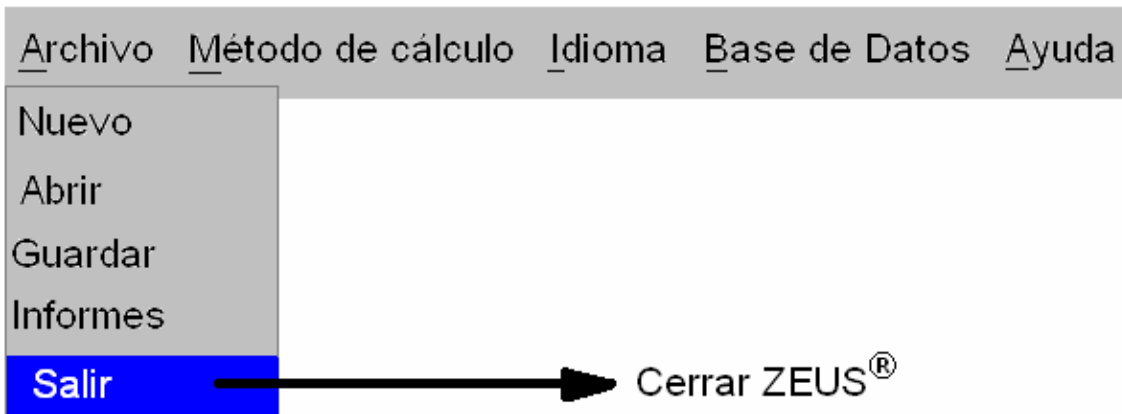 Archivo Método de cálculo Idioma Base de Datos Ayuda
Nuevo
Abrir
Guardar
Informes
Salir Cerrar ZEUS®